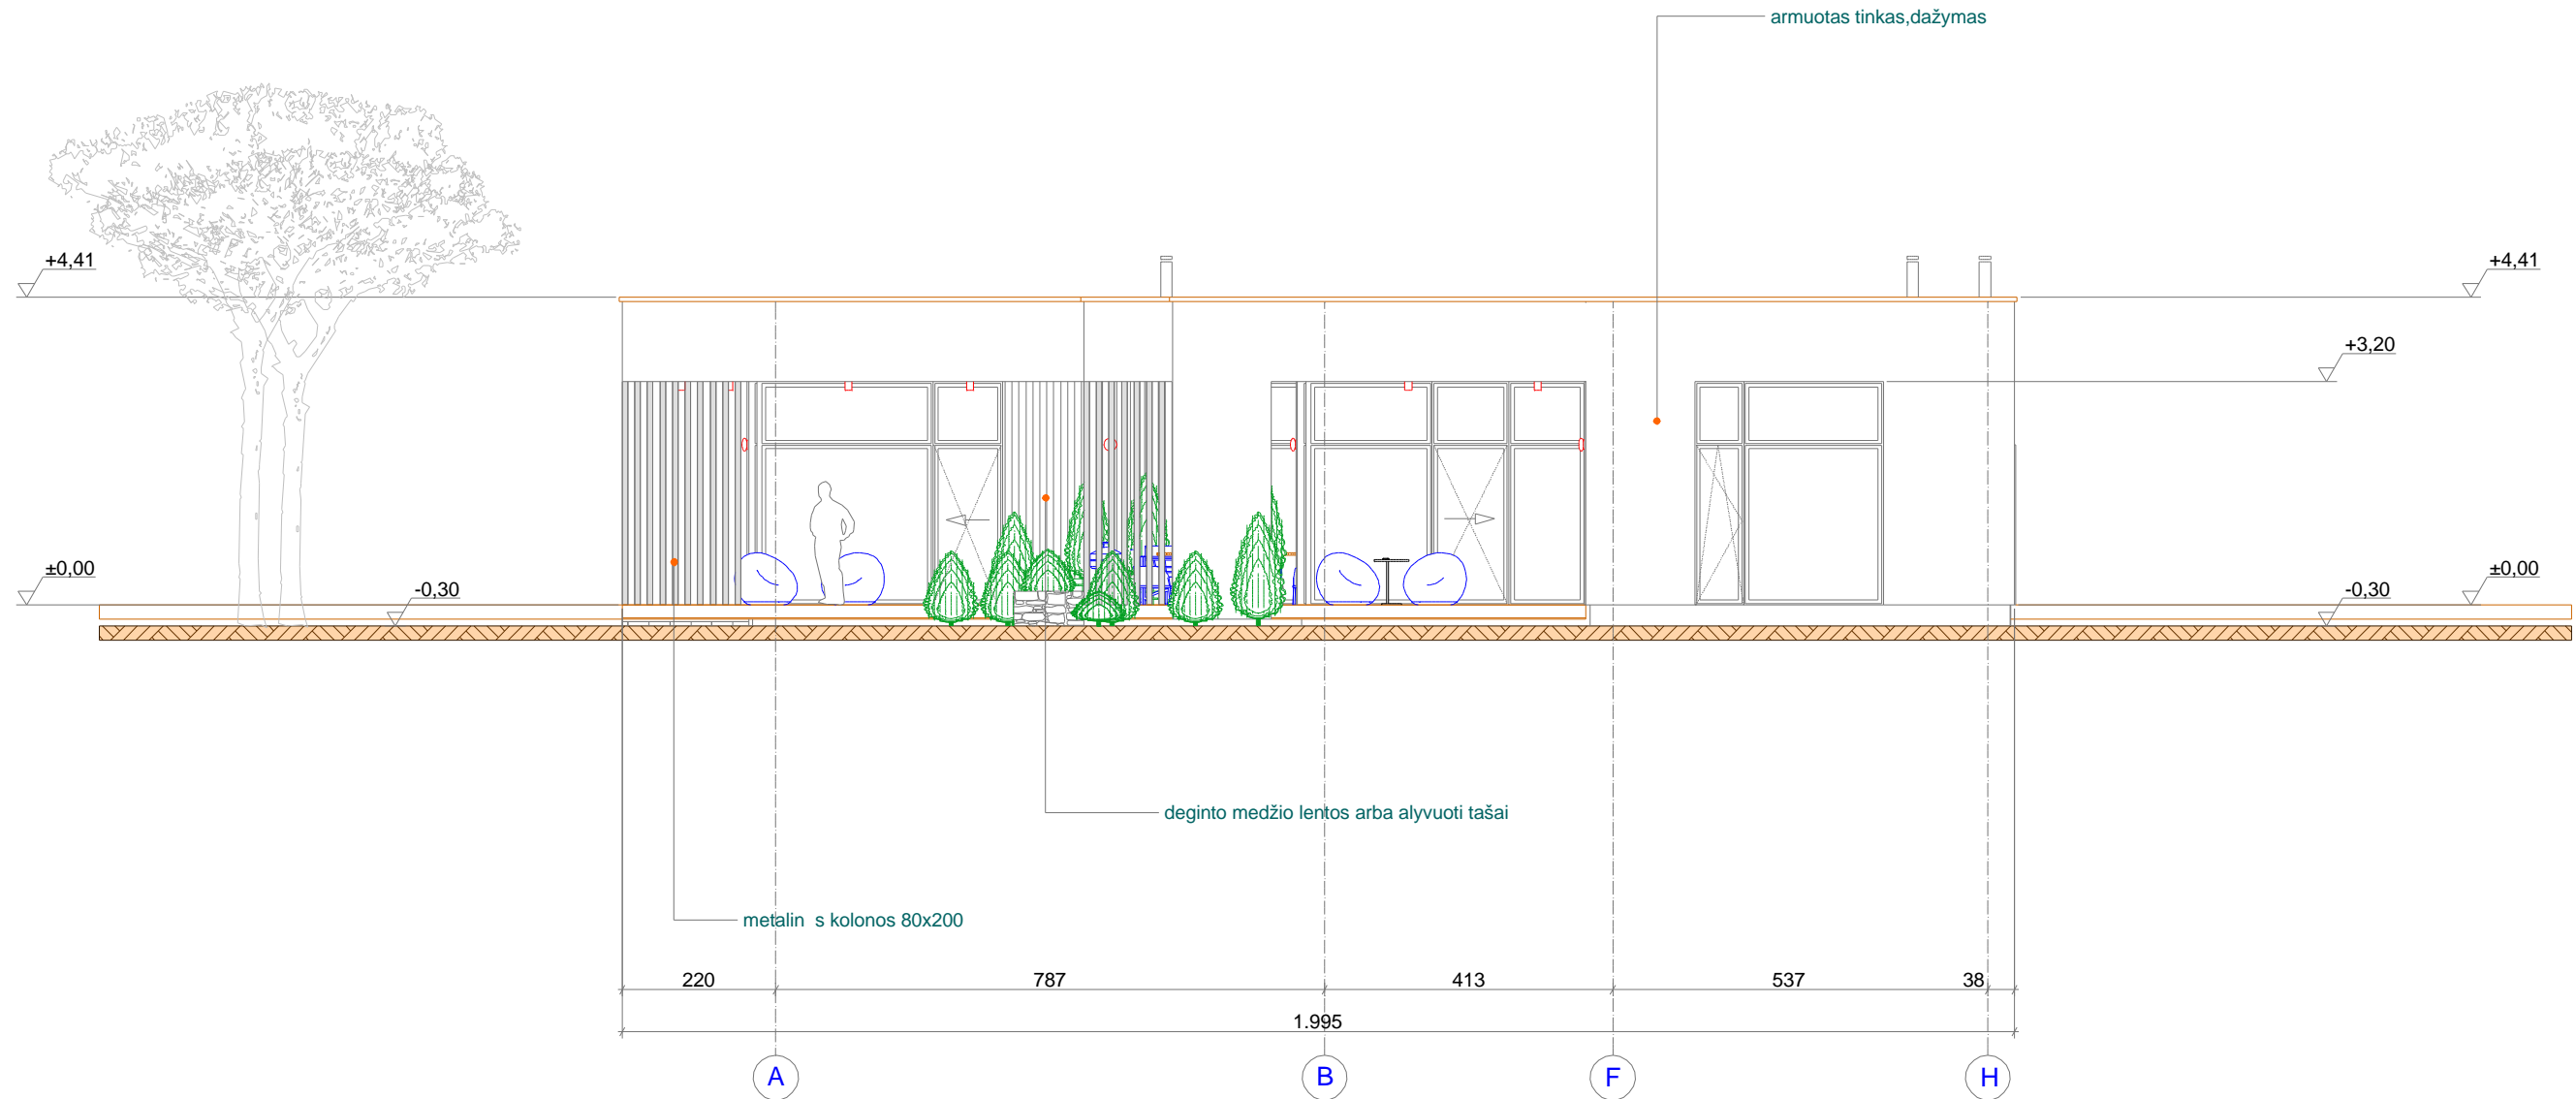 armuotas tinkas,dažymas
+4,41
+4,41
+3,20
±0,00
-0,30
±0,00
-0,30
deginto medžio lentos arba alyvuoti tašai
metalin s kolonos 80x200
220 787 413 537 38
1.995
A B F H